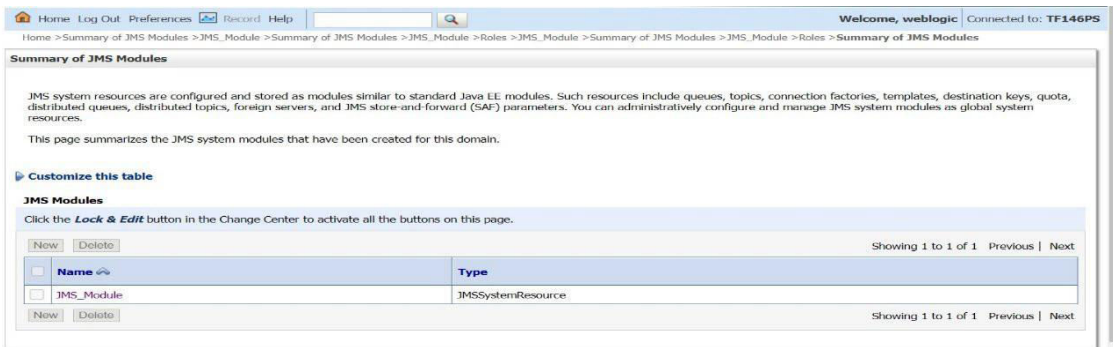 Home Log Out Preferences Record Help Welcome, weblogic Connected to: TF146PS
Home >Summary of JMS Modules >JMS_Module >Summary of JMS Modules >JMS_Module >Roles >JMS_Module >Summary of JMS Modules >JMS_Module >Roles >Summary of JMS Modules
Summary of JMS Modules
JMS system resources are configured and stored as modules similar to standard Java EE modules. Such resources include queues, topics, connection factories, templates, destination keys, quota,
distributed queues, distributed topics, foreign servers, and JMS store-and-forward (SAF) parameters. You can administratively configure and manage JMS system modules as global system
resources.
This page summarizes the JMS system modules that have been created for this domain.
Customize this table
JMS Modules
Click the Lock & Edit button in the Change Center to activate all the buttons on this page.
New Delete Showing 1 to 1 of 1 Previous | Next
Name Type
JMS_Module JMSSystemResource
New Delete Showing 1 to 1 of 1 Previous | Next